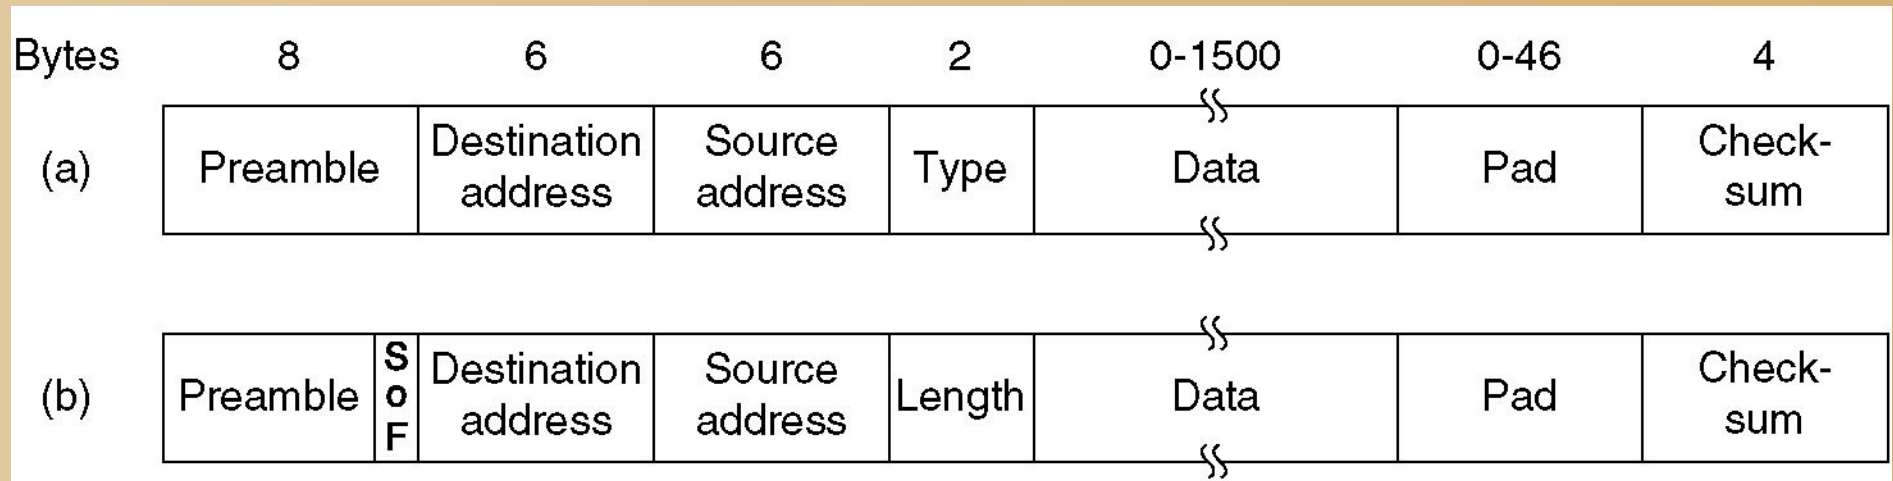 Bytes 8 6 6 2 0-1500 0-46 4
(a) Preamble Destination address Source address Type Data Pad Check-sum
(b) Preamble SoF Destination address Source address Length Data Pad Check-sum